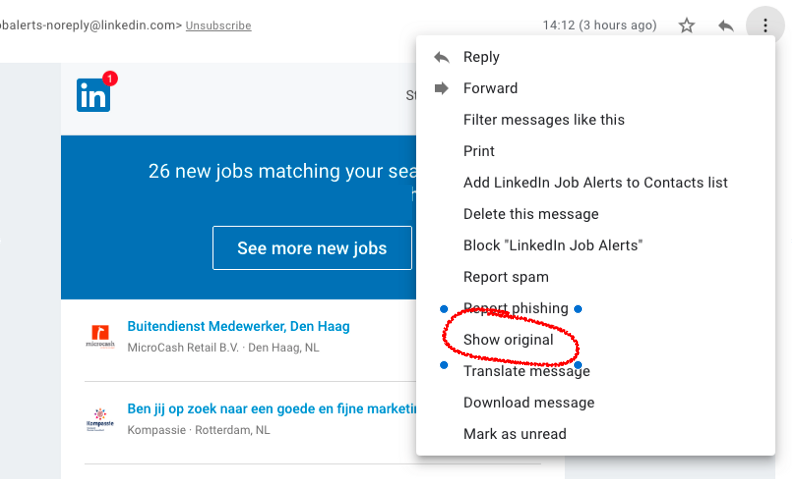 obalerts-noreply@linkedin.com> Unsubscribe
14:12 (3 hours ago)
in
1
26 new jobs matching your
See more new jobs
Buitendienst Medewerker, Den Haag
MicroCash Retail B.V. · Den Haag, NL
microcash
Ben jij op zoek naar een goede en fijne
Kompassie · Rotterdam, NL
Kompassie
Reply
Forward
Filter messages like this
Print
Add LinkedIn Job Alerts to Contacts list
Delete this message
Block "LinkedIn Job Alerts"
Report spam
Report phishing
Show original
Translate message
Download message
Mark as unread